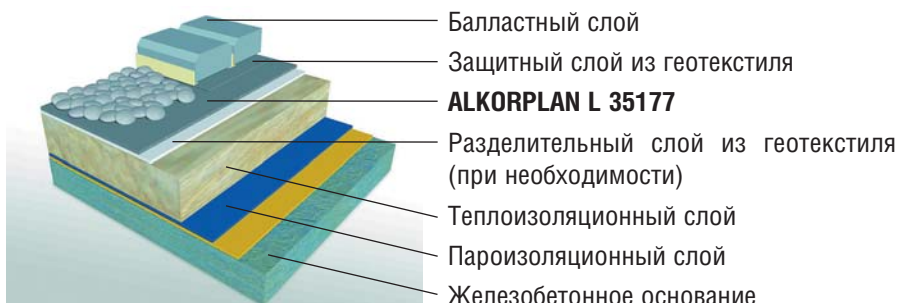 Балластный слой
Защитный слой из геотекстиля
ALKORPLAN L 35177
Разделительный слой из геотекстиля
(при необходимости)
Теплоизоляционный слой
Пароизоляционный слой
Железобетонное основание